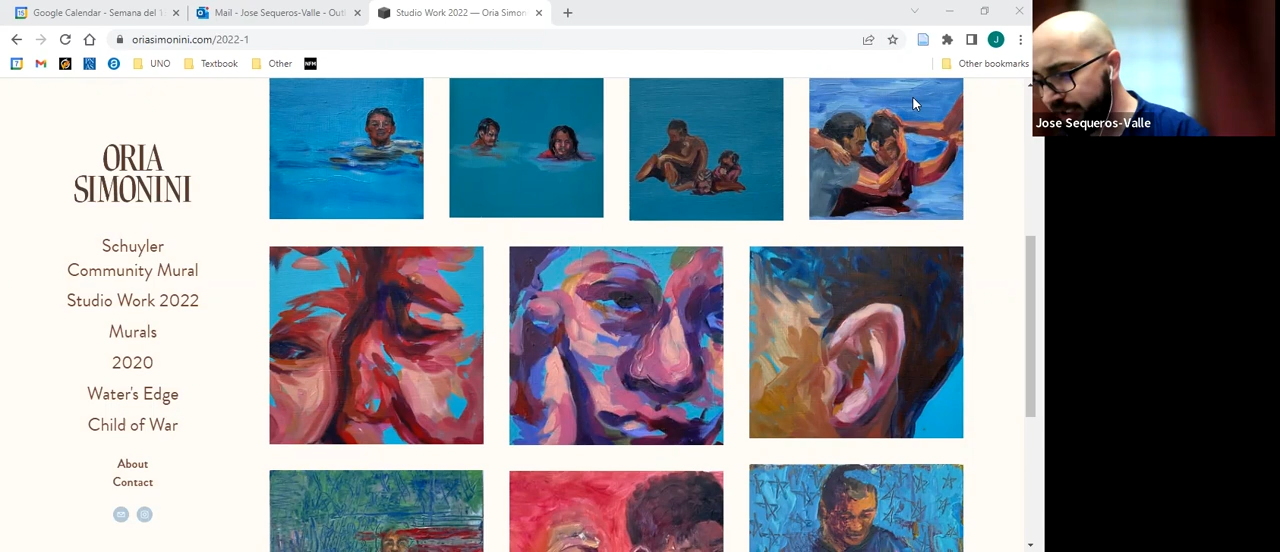 Google Calendar - Semana del 1
Mail - Jose Sequeros-Valle - Outl
Studio Work 2022 — Oria Simon
oriasimonini.com/2022-1
J
UNO
Textbook
Other
NFM
Other bookmarks
Jose Sequeros-Valle
ORIA
SIMONINI
Schuyler
Community Mural
Studio Work 2022
Murals
2020
Water's Edge
Child of War
About
Contact